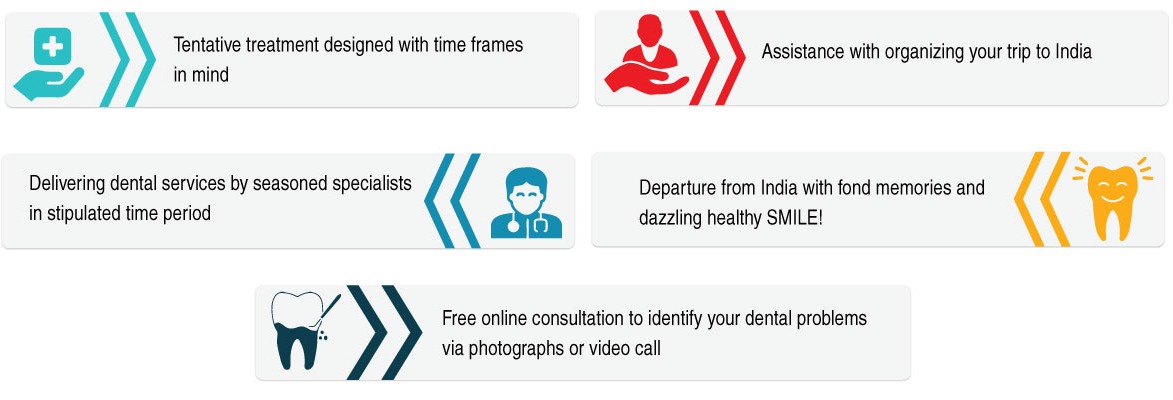 Tentative treatment designed with time frames
in mind
Assistance with organizing your trip to India
Delivering dental services by seasoned specialists
in stipulated time period
Departure from India with fond memories and
dazzling healthy SMILE!
Free online consultation to identify your dental problems
via photographs or video call